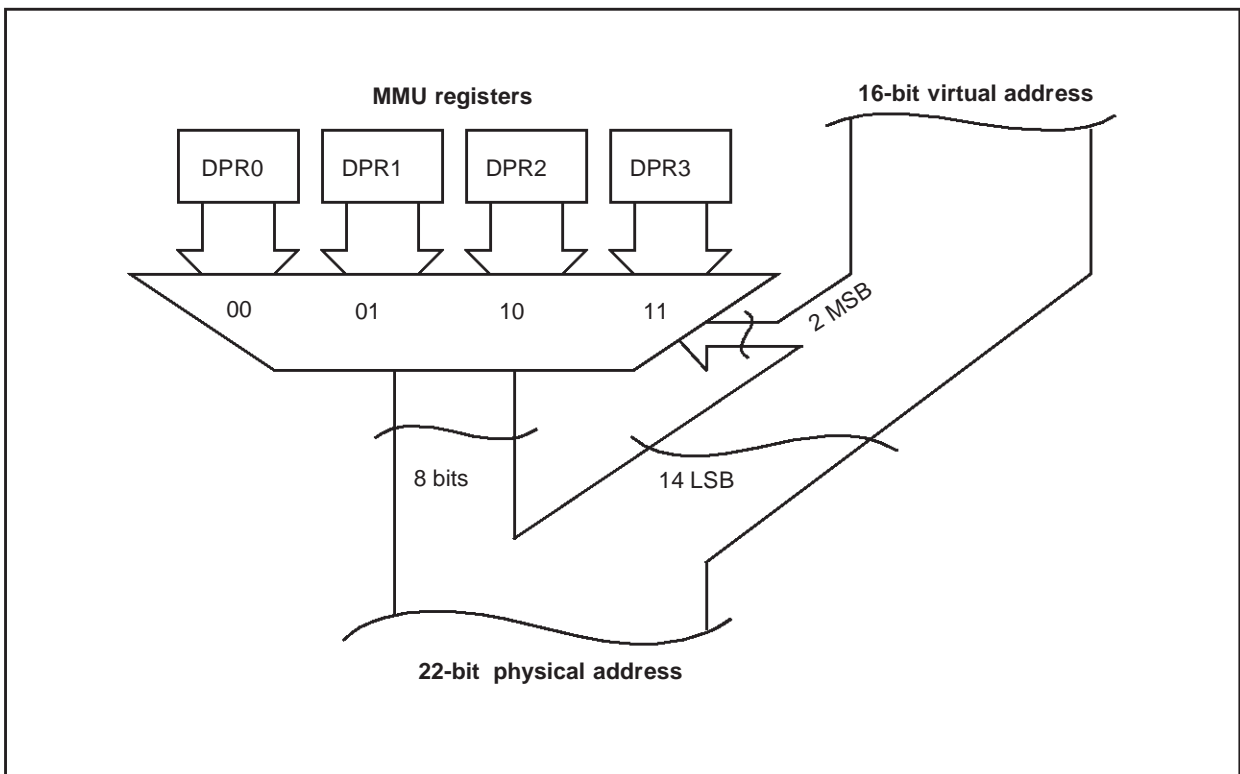 MMU registers
16-bit virtual address
DPR0
DPR1
DPR2
DPR3
00
01
10
11
2 MSB
8 bits
14 LSB
22-bit physical address